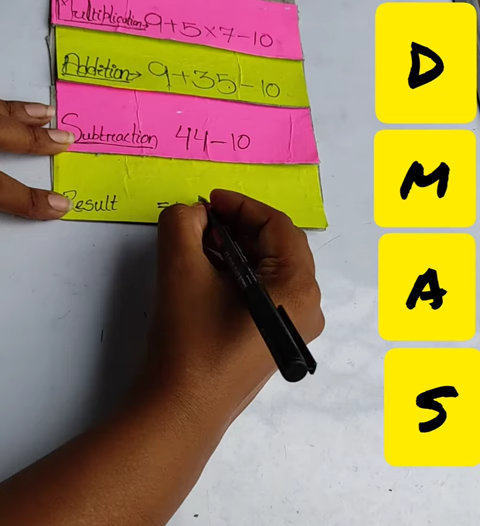 Multiplication→ 9+5×7-10
Addition→ 9+35-10
Subtraction 44-10
Result =
D
M
A
S